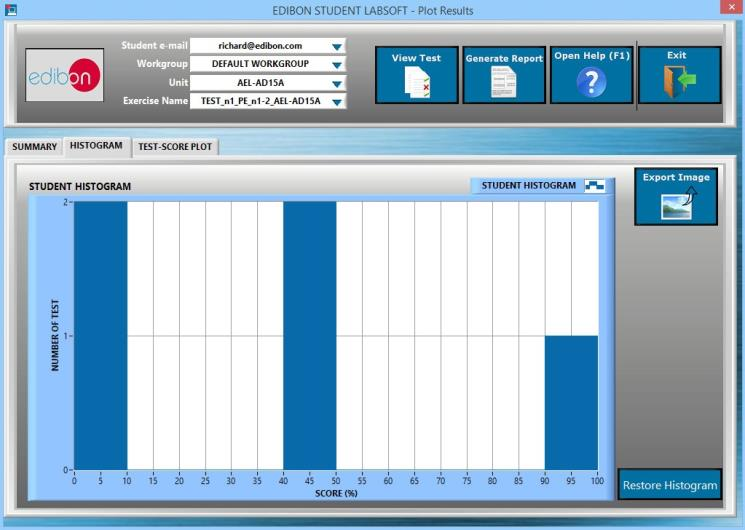 EDIBON STUDENT LABSOFT - Plot Results
edibon
Student e-mail richard@edibon.com
Workgroup DEFAULT WORKGROUP
Unit AEL-AD15A
Exercise Name TEST_n1_PE_n1-2_AEL-AD15A
View Test
Generate Report
Open Help (F1)
Exit
SUMMARY HISTOGRAM TEST-SCORE PLOT
STUDENT HISTOGRAM
STUDENT HISTOGRAM
Export Image
NUMBER OF TEST
2
1
0
0 5 10 15 20 25 30 35 40 45 50 55 60 65 70 75 80 85 90 95 100
SCORE (%)
Restore Histogram